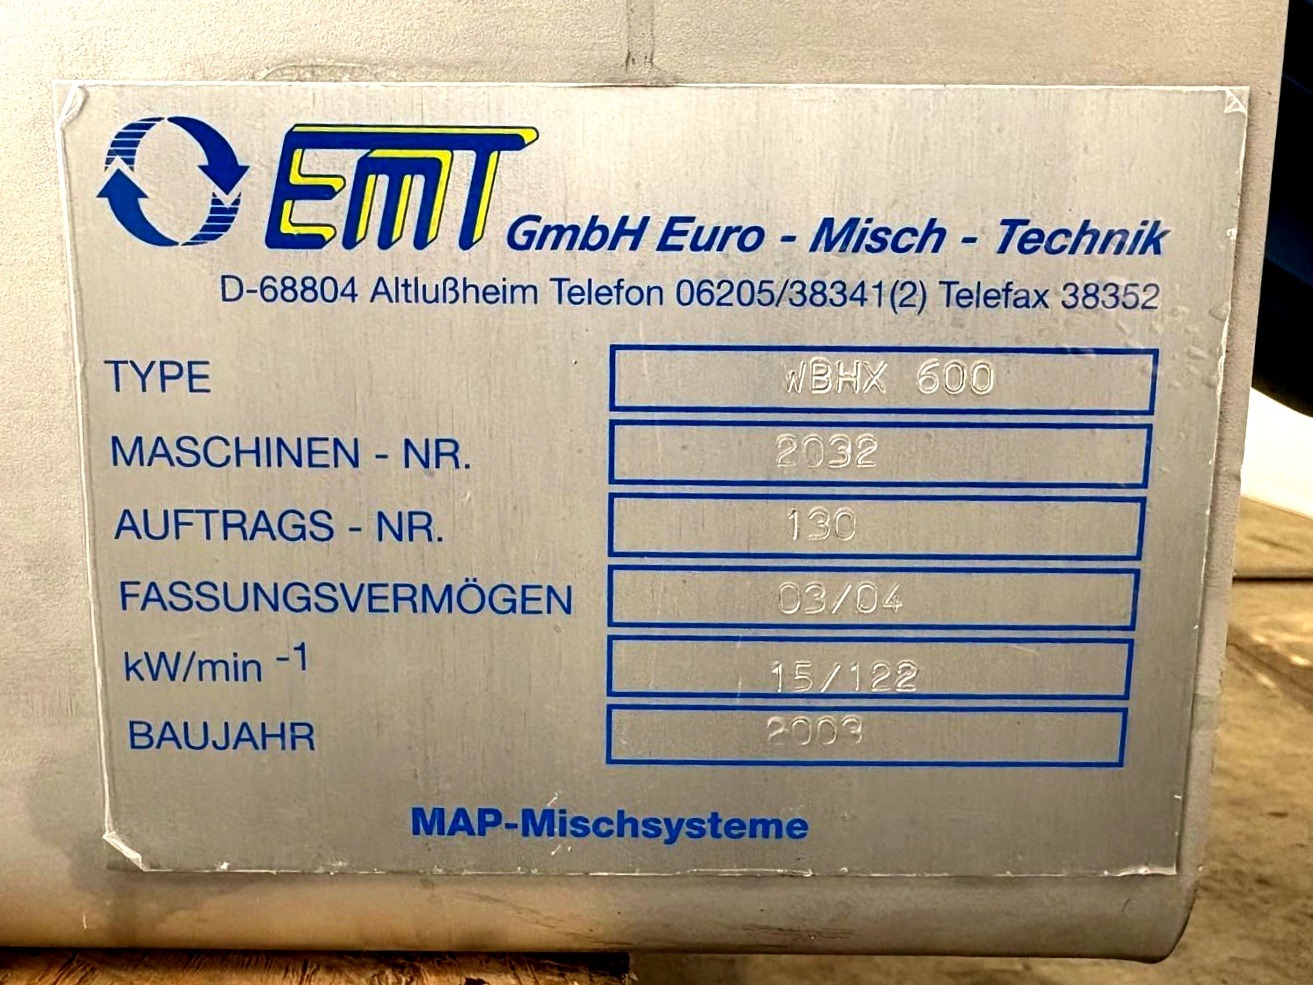 EMT GmbH Euro - Misch - Technik
D-68804 Altlußheim Telefon 06205/38341(2) Telefax 38352
TYPE WBHX 600
MASCHINEN - NR. 2032
AUFTRAGS - NR. 130
FASSUNGSVERMÖGEN 03/04
kW/min -1 15/122
BAUJAHR 2003
MAP-Mischsysteme